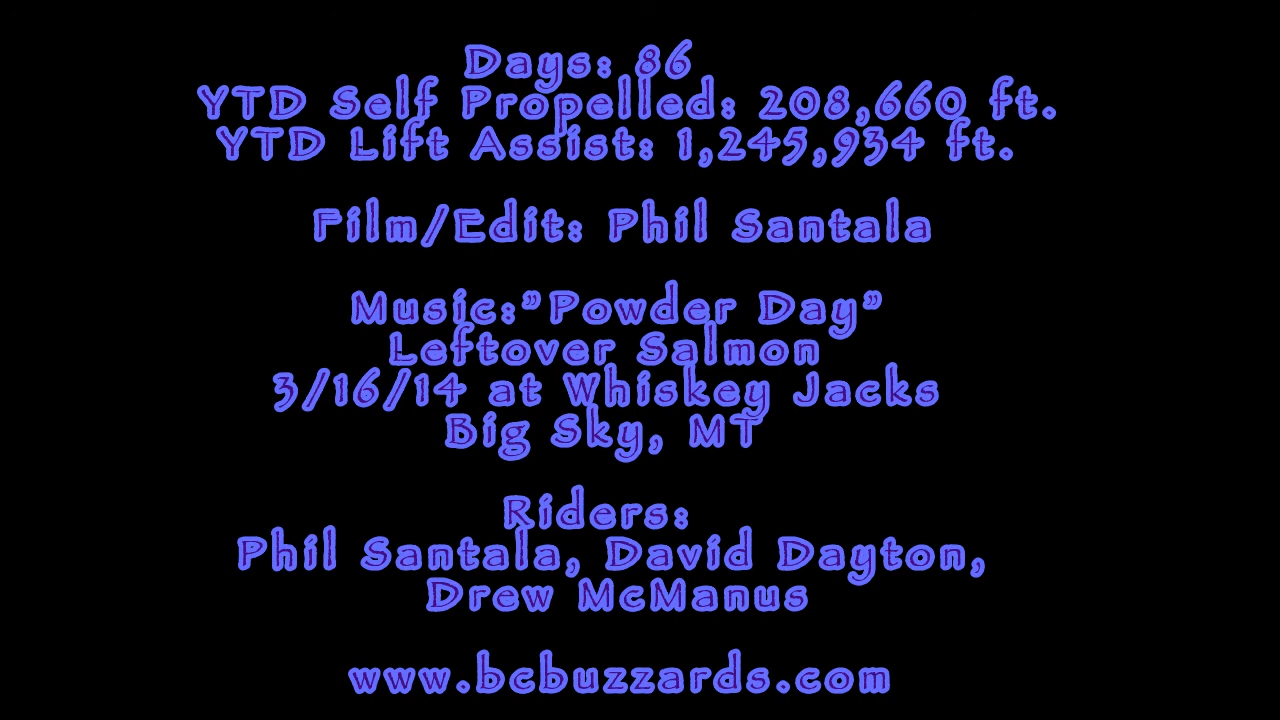 Days: 86
YTD Self Propelled: 208,660 ft.
YTD Lift Assist: 1,245,934 ft.
Film/Edit: Phil Santala
Music:”Powder Day”
Leftover Salmon
3/16/14 at Whiskey Jacks
Big Sky, MT
Riders:
Phil Santala, David Dayton,
Drew McManus
www.bcbuzzards.com